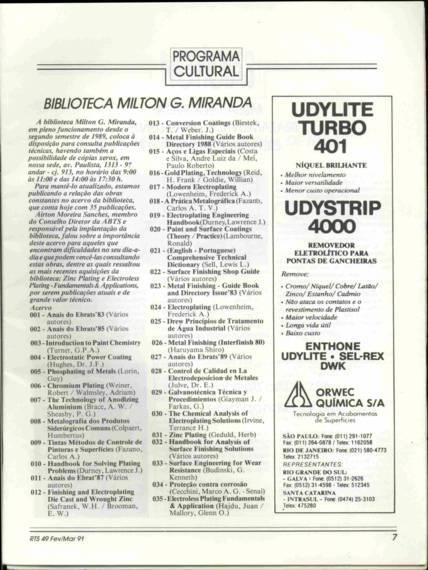 PROGRAMA
CULTURAL
BIBLIOTECA MILTON G. MIRANDA
A biblioteca Milton G. Miranda,
em pleno funcionamento desde o
segundo semestre de 1989, coloca à
disposição para consulta publicações
técnicas, havendo também a
possibilidade de cópias xerox, em
nossa sede, av. Paulista, 1313 - 9º
andar - cj. 913, no horário das 9:00
às 11:00 e das 14:00 às 17:30 h.
Para mantê-lo atualizado, estamos
publicando a relação das obras
constantes no acervo da biblioteca,
que conta hoje com 35 publicações.
Airton Moreira Sanches, membro
do Conselho Diretor da ABTS e
responsável pela implantação da
biblioteca, falou sobre a importância
deste acervo para aqueles que
encontram dificuldades no seu dia-a-
dia e que podem vencê-las consultando
estas obras, dentre as quais ressaltam
as mais recentes aquisições da
biblioteca: Zinc Plating e Electroless
Plating - Fundamentals & Applications,
por serem publicações atuais e de
grande valor técnico.
Acervo
001 - Anais do Ebrats'83 (Vários
autores)
002 - Anais do Ebrats'85 (Vários
autores)
003 - Introduction to Paint Chemistry
(Turner, G.P.A.)
004 - Electrostatic Power Coating
(Hughes, Dr. J.F.)
005 - Phosphating of Metals (Lorin,
Guy)
006 - Chromium Plating (Weiner,
Robert / Walmsley, Adrian)
007 - The Technology of Anodizing
Aluminium (Brace, A. W. /
Sheasby, P. G.)
008 - Metalografia dos Produtos
Siderúrgicos Comuns (Colpaert,
Humbertus)
009 - Tintas Métodos de Controle de
Pinturas e Superfícies (Fazano,
Carlos A.)
010 - Handbook for Solving Plating
Problems (Durney, Lawrence J.)
011 - Anais do Ebrat'87 (Vários
autores)
012 - Finishing and Electroplating
Die Cast and Wrought Zinc
(Safranek, W.H. / Brooman,
E. W.)
013 - Conversion Coatings (Biestek,
T. / Weber, J.)
014 - Metal Finishing Guide Book
Directory 1988 (Vários autores)
015 - Aços e Ligas Especiais (Costa
e Silva, Andre Luiz da / Mei,
Paulo Roberto)
016 - Gold Plating, Technology (Reid,
H. Frank / Goldie, William)
017 - Modern Electroplating
(Lowenheim, Frederick A.)
018 - A Prática Metalográfica (Fazano,
Carlos A. T. V.)
019 - Electroplating Engineering
Handbook (Durney, Lawrence J.)
020 - Paint and Surface Coatings
(Theory / Practice) (Lambourne,
Ronald)
021 - (English - Portuguese)
Comprehensive Technical
Dictionary (Sell, Lewis L.)
022 - Surface Finishing Shop Guide
(Vários autores)
023 - Metal Finishing - Guide Book
and Directory Issue'83 (Vários
autores)
024 - Electroplating (Lowenheim,
Frederick A.)
025 - Drew Princípios de Tratamento
de Água Industrial (Vários
autores)
026 - Metal Finishing (Interfinish 80)
(Haruyama Shiro)
027 - Anais do Ebrats'89 (Vários
autores)
028 - Control de Calidad en La
Electrodeposicion de Metales
(Julve, Dr. E.)
029 - Galvanotécnica Técnica y
Procedimientos (Glayman J. /
Farkas, G.)
030 - The Chemical Analysis of
Electroplating Solutions (Irvine,
Terrance H.)
031 - Zinc Plating (Geduld, Herb)
032 - Handbook for Analysis of
Surface Finishing Solutions
(Vários autores)
033 - Surface Engineering for Wear
Resistance (Budinski, G.
Kenneth)
034 - Proteção contra corrosão
(Cecchini, Marco A. G. - Senai)
035 - Electroless Plating Fundamentals
& Application (Hajdu, Juan /
Mallory, Glenn O.)
UDYLITE
TURBO
401
NÍQUEL BRILHANTE
- Melhor nivelamento
- Maior versatilidade
- Menor custo operacional
UDYSTRIP
4000
REMOVEDOR
ELETROLÍTICO PARA
PONTAS DE GANCHEIRAS
Remove:
- Cromo/ Níquel/ Cobre/ Latão/
Zinco/ Estanho/ Cadmio
- Não ataca os contatos e o
revestimento de Plastisol
- Maior velocidade
- Longa vida útil
- Baixo custo
ENTHONE
UDYLITE • SEL-REX
DWK
ORWEC
QUÍMICA S/A
Tecnologia em Acabamentos
de Superfícies
SÃO PAULO: Fone: (011) 291-1077
Fax: (011) 264-0878 / Telex: 1162058
RIO DE JANEIRO: Fone: (021) 580-4773
Telex: 2132715
REPRESENTANTES:
RIO GRANDE DO SUL:
- GALVA - Fone: (0512) 31-2626
Fax: (0512) 31-4598 - Telex: 512345
SANTA CATARINA
- INTRASUL - Fone: (0474) 25-3103
Telex: 475280
RTS 49 Fev/Mar 91
7